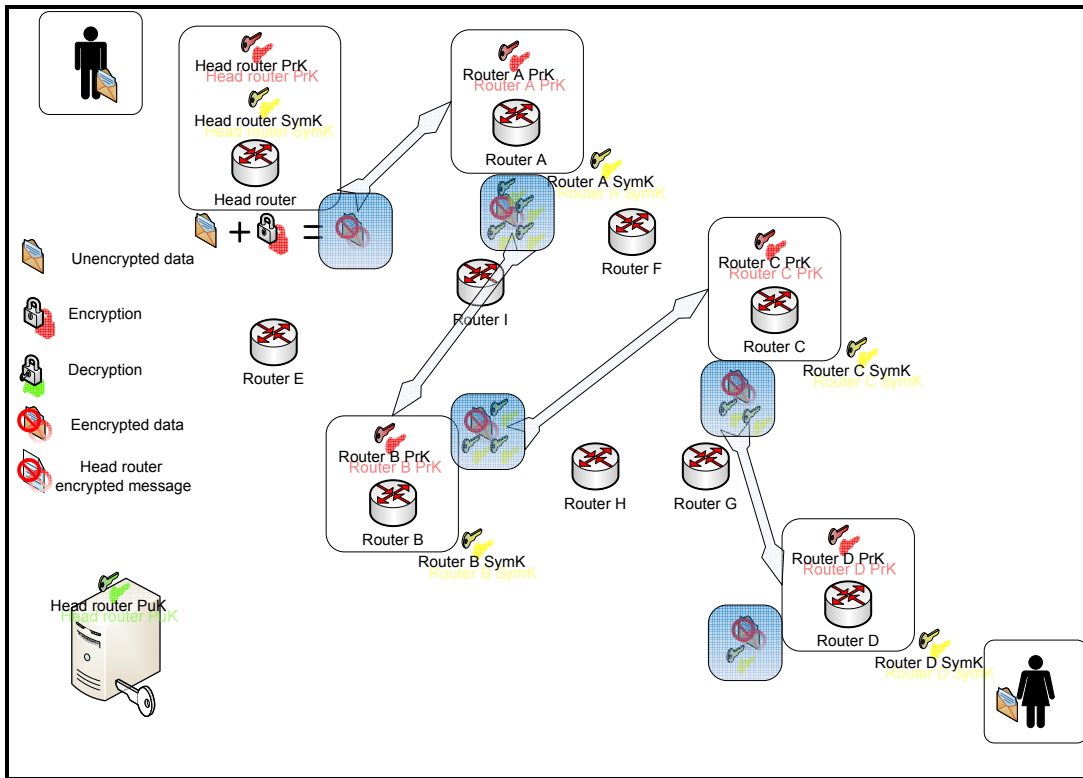 Head router PrK
Head router PrK
Head router SymK
Head router SymK
Head router
Router A PrK
Router A PrK
Router A
Router A SymK
Router A SymK
Router F
+ =
Unencrypted data
Encryption
Decryption
Eencrypted data
Head router
encrypted message
Router I
Router E
Router C PrK
Router C PrK
Router C
Router C SymK
Router C SymK
Router B PrK
Router B PrK
Router B
Router B SymK
Router B SymK
Router H
Router G
Router D PrK
Router D PrK
Router D
Router D SymK
Router D SymK
Head router PuK
Head router PuK